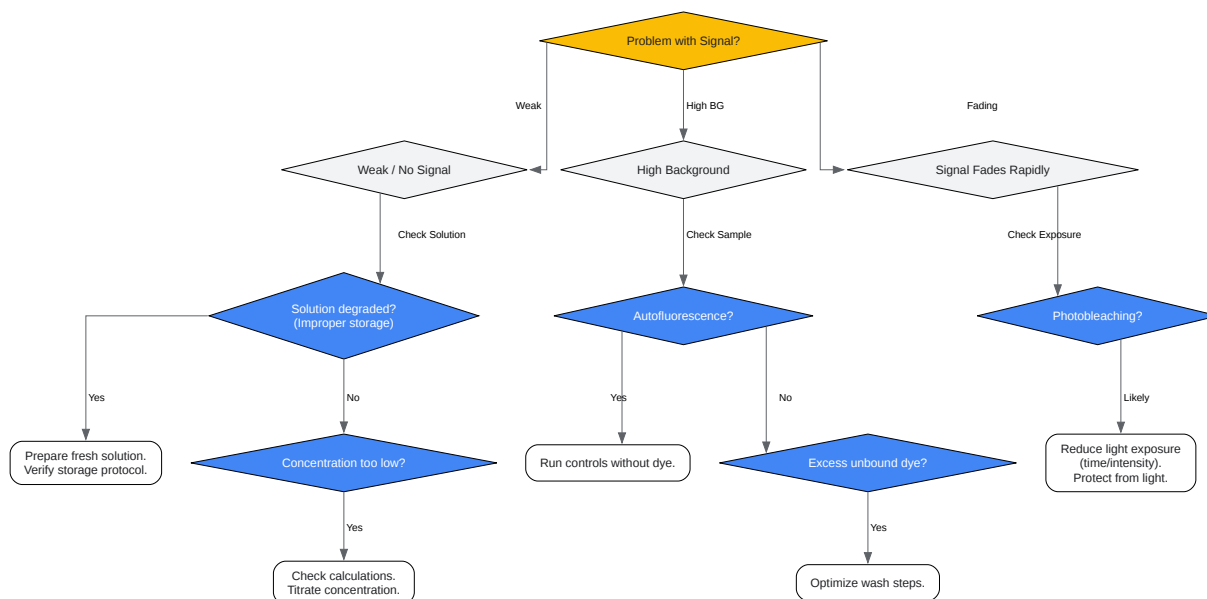 Problem with Signal?
Weak
High BG
Fading
Weak / No Signal
High Background
Signal Fades Rapidly
Check Solution
Check Sample
Check Exposure
Solution degraded?
(Improper storage)
Autofluorescence?
Photobleaching?
Yes
No
Yes
No
Likely
Prepare fresh solution.
Verify storage protocol.
Concentration too low?
Run controls without dye.
Excess unbound dye?
Reduce light exposure
(time/intensity).
Protect from light.
Yes
Yes
Check calculations.
Titrate concentration.
Optimize wash steps.